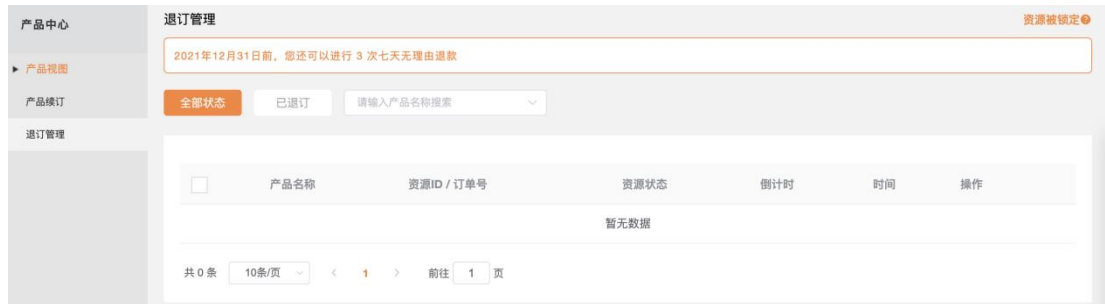 产品中心
产品视图
产品续订
退订管理
退订管理
资源被锁定
2021年12月31日前，您还可以进行 3 次七天无理由退款
全部状态 已退订 请输入产品名称搜索
产品名称 资源ID / 订单号 资源状态 倒计时 时间 操作
暂无数据
共 0 条 10条/页 1 前往 1 页